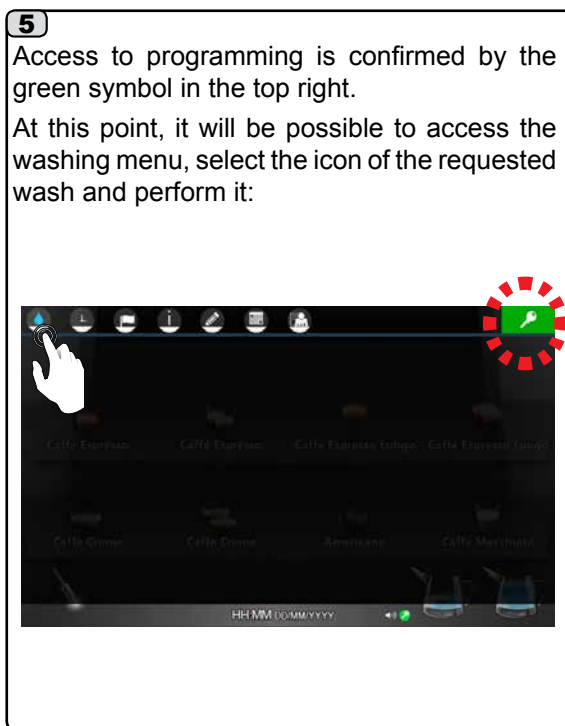 5
Access to programming is confirmed by the
green symbol in the top right.
At this point, it will be possible to access the
washing menu, select the icon of the requested
wash and perform it:
Caffè Espresso Caffè Espresso Caffè Espresso Lungo Caffè Espresso Lungo
Caffè Crema Caffè Crema Americano Caffè Macchiato
HH:MM DD/MM/YYYY